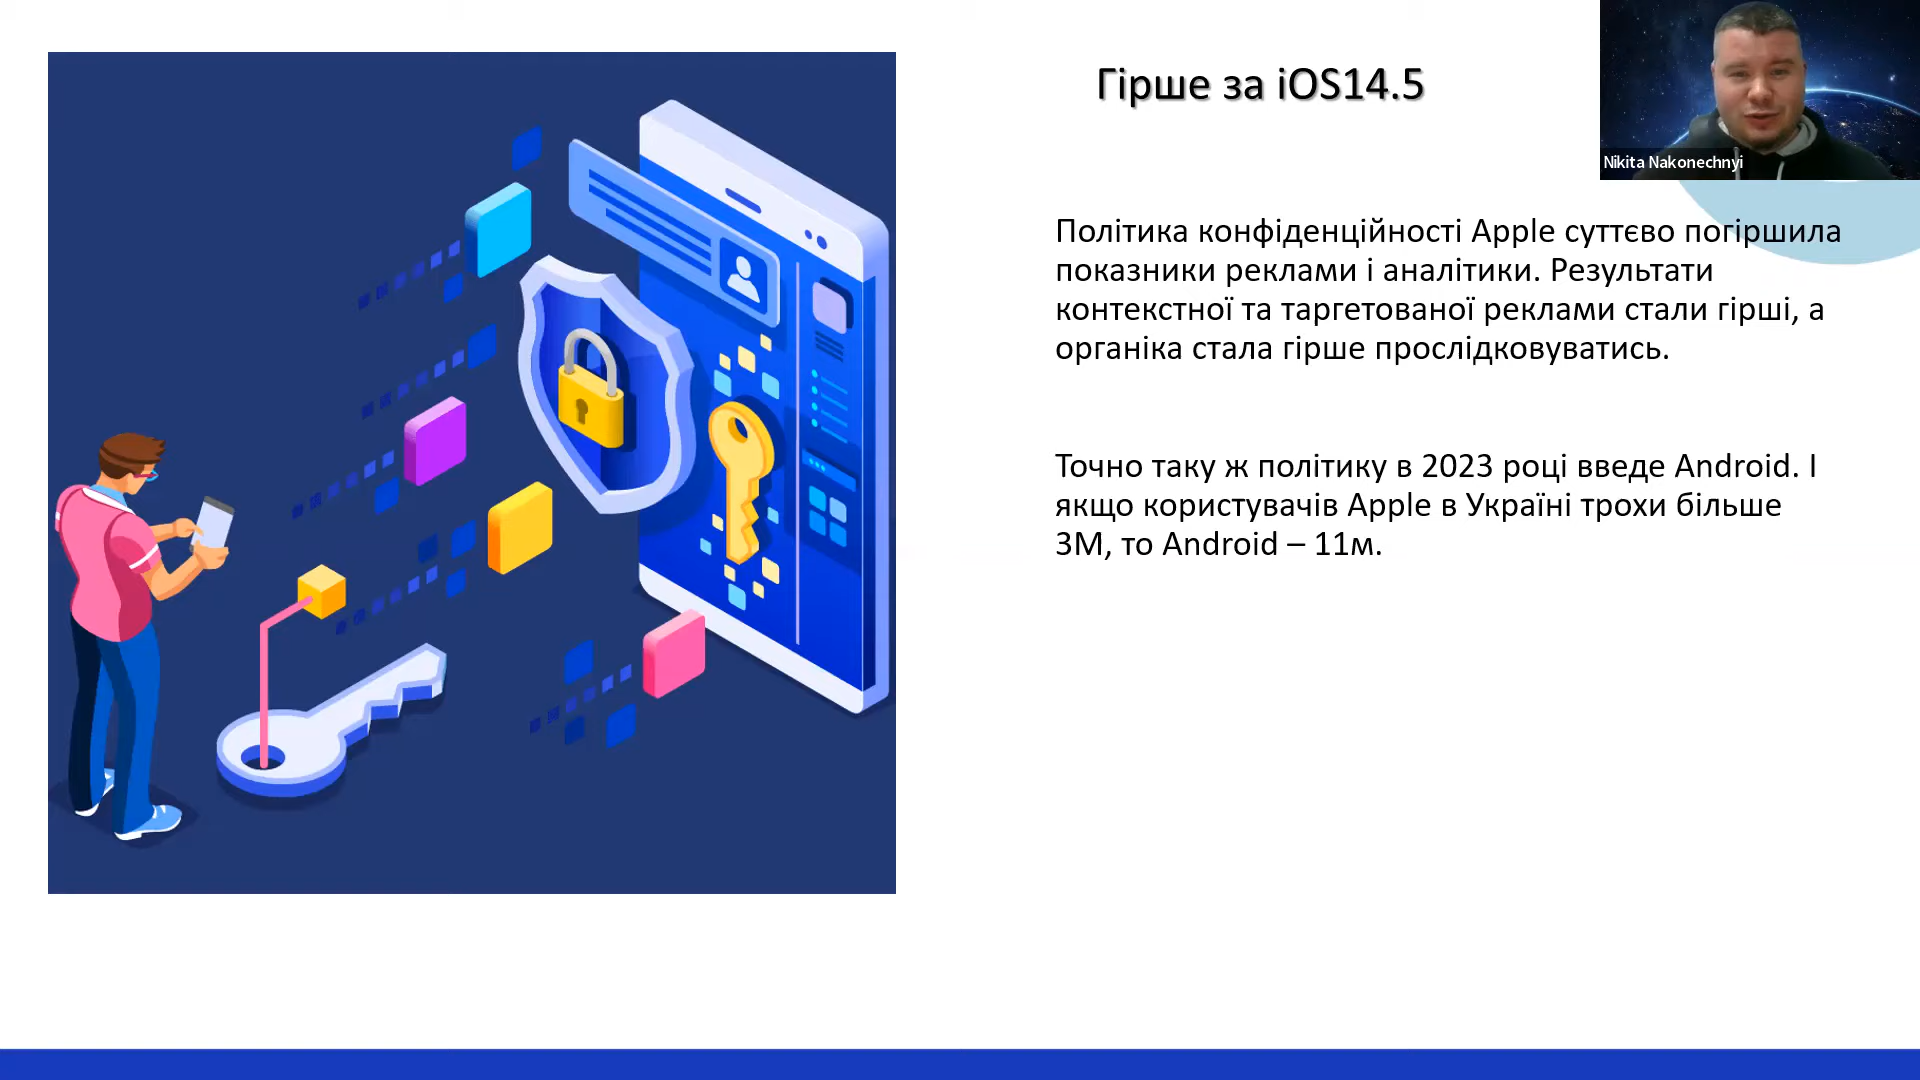 Гірше за iOS14.5
Nikita Nakonechnyi
Політика конфіденційності Apple суттєво погіршила
показники реклами і аналітики. Результати
контекстної та таргетованої реклами стали гірші, а
органіка стала гірше прослідковуватись.
Точно таку ж політику в 2023 році введе Android. І
якщо користувачів Apple в Україні трохи більше
3М, то Android – 11м.